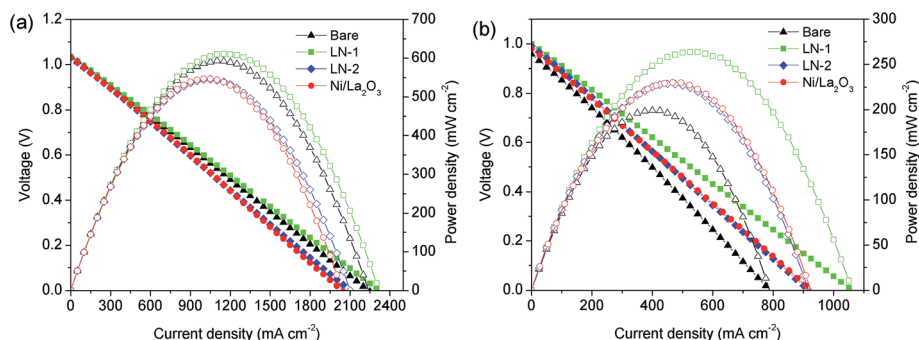 (a)
1.2
1.0
0.8
0.6
0.4
0.2
0.0
Voltage (V)
0 300 600 900 1200 1500 1800 2100 2400
Current density (mA cm-2)
700
600
500
400
300
200
100
0
Power density (mW cm-2)
Bare
LN-1
LN-2
Ni/La2O3
(b)
1.0
0.8
0.6
0.4
0.2
0.0
Voltage (V)
0 200 400 600 800 1000
Current density (mA cm-2)
300
250
200
150
100
50
0
Power density (mW cm-2)
Bare
LN-1
LN-2
Ni/La2O3